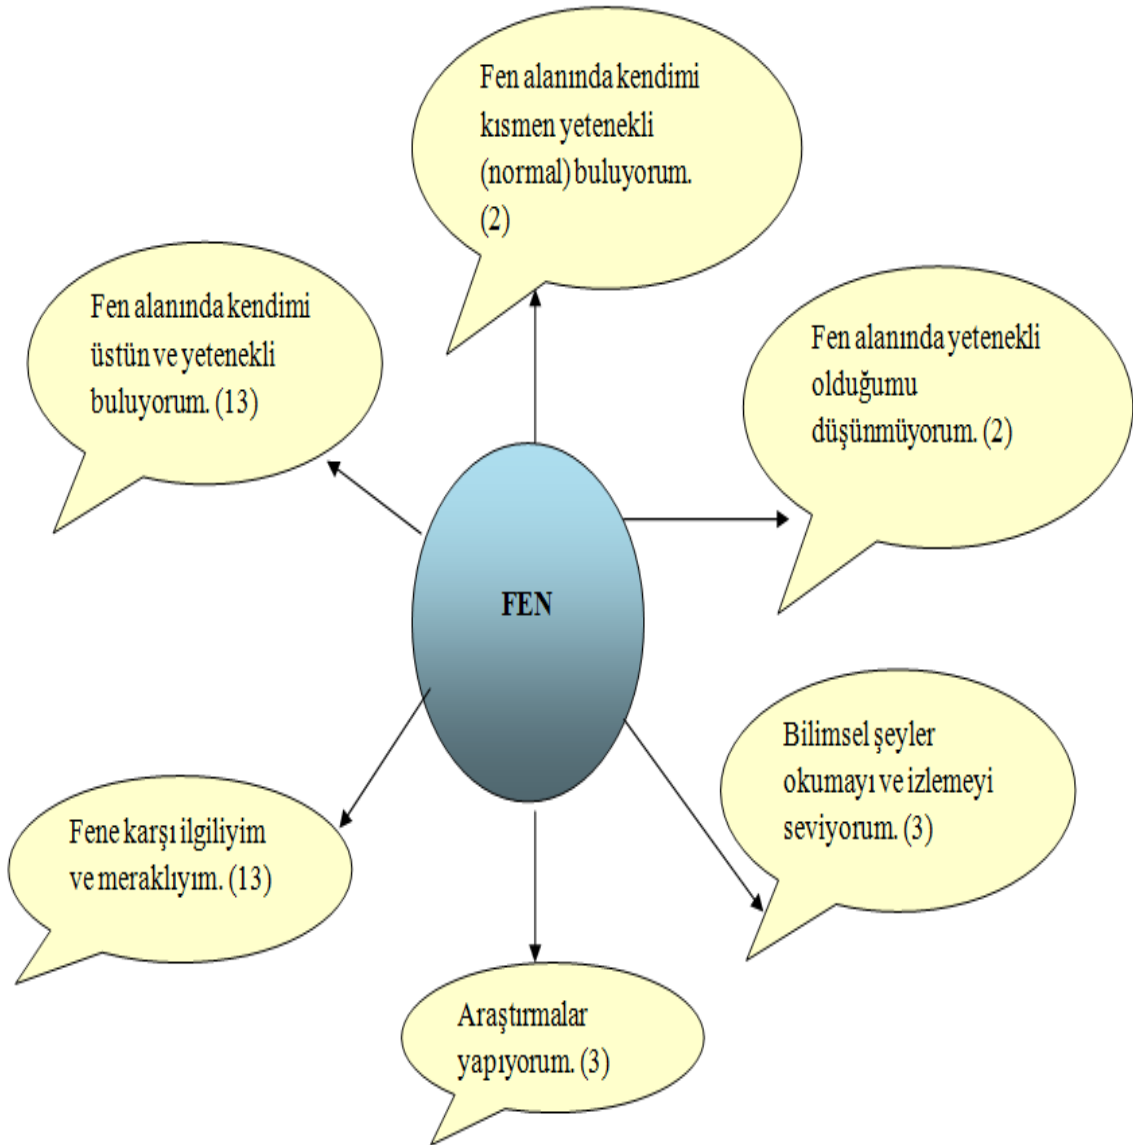 Fen alanında kendimi
kısmen yetenekli
(normal) buluyorum.
(2)
Fen alanında kendimi
üstün ve yetenekli
buluyorum. (13)
Fen alanında yetenekli
olduğumu
düşünmüyorum. (2)
FEN
Bilimsel şeyler
okumayı ve izlemeyi
seviyorum. (3)
Fene karşı ilgiliyim
ve meraklıyım. (13)
Araştırmalar
yapıyorum. (3)